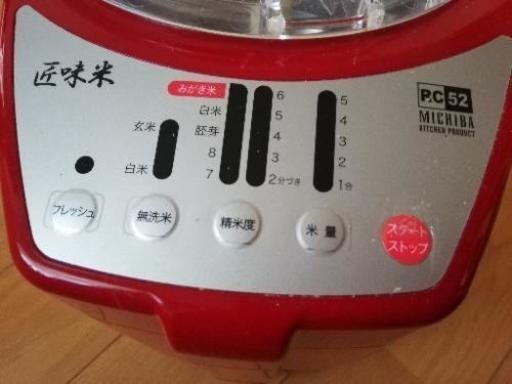 匠味米
みがき米
白米
胚芽
8
7
6
5
4
3
2分づき
5
4
3
2
1合
玄米
白米
PC52
MICHIBA
KITCHEN PRODUCT
フレッシュ
無洗米
精米度
米量
スタート
ストップ